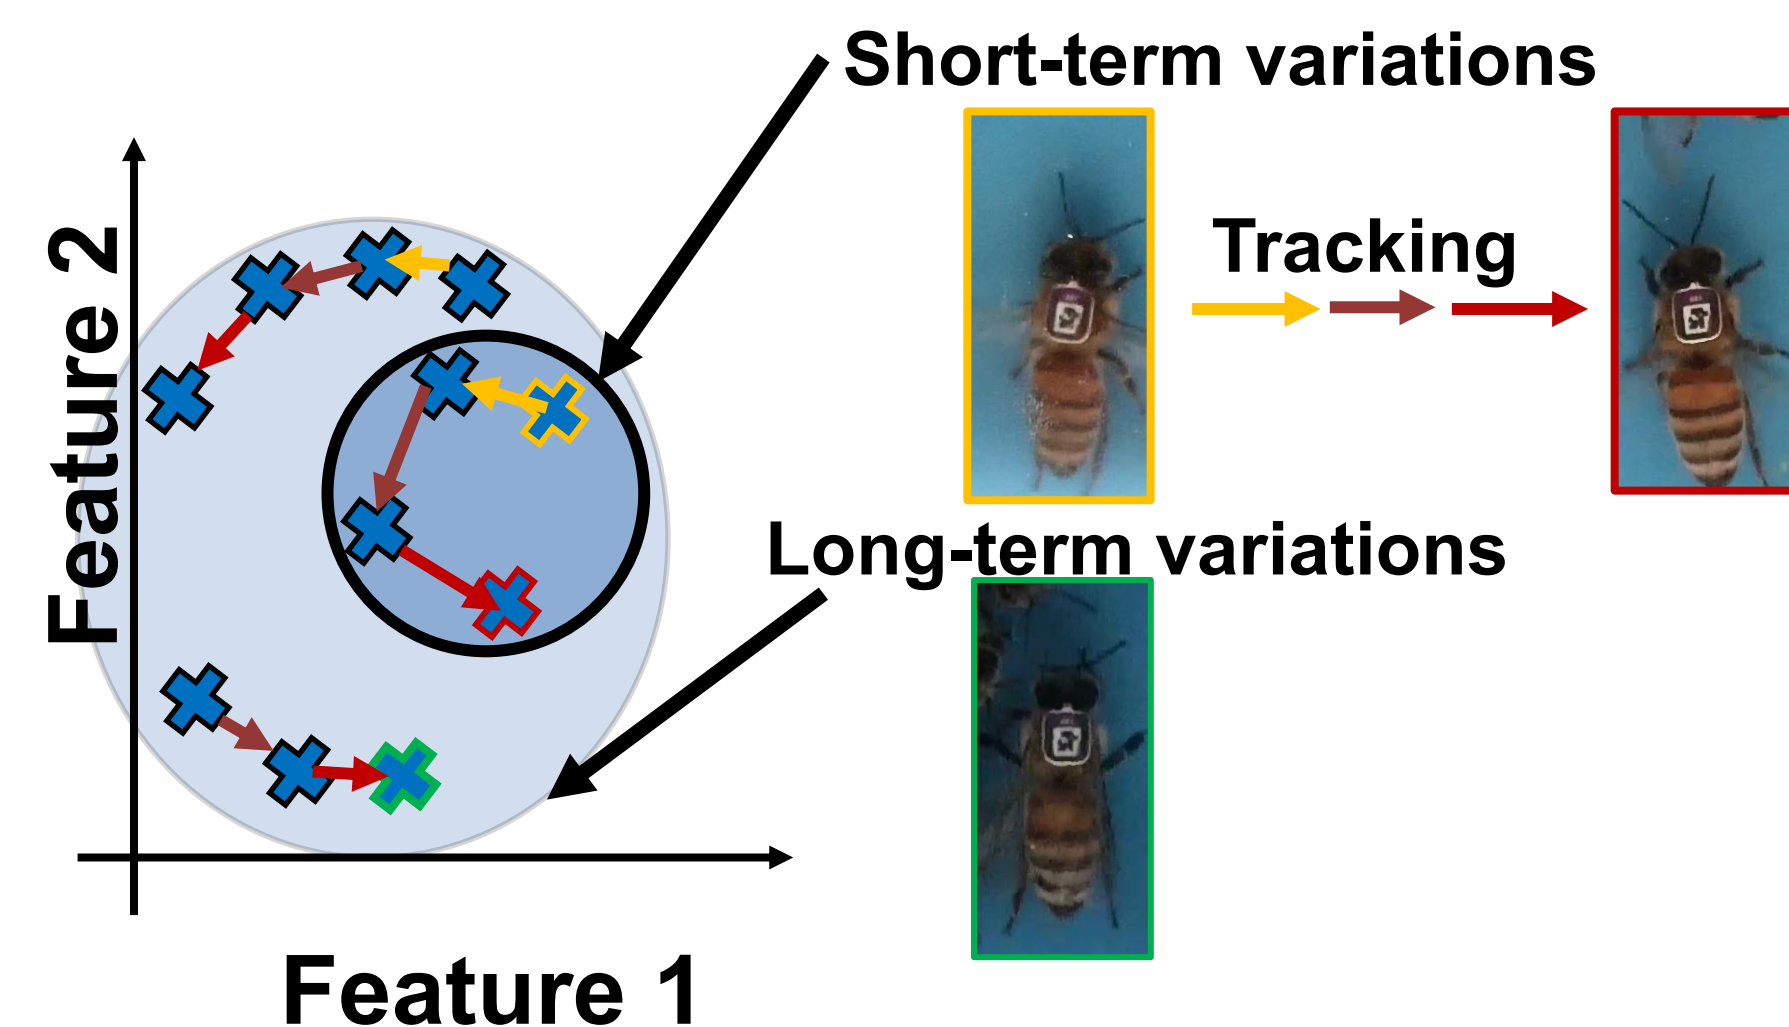 Short-term variations
Tracking
Long-term variations
Feature 2
Feature 1